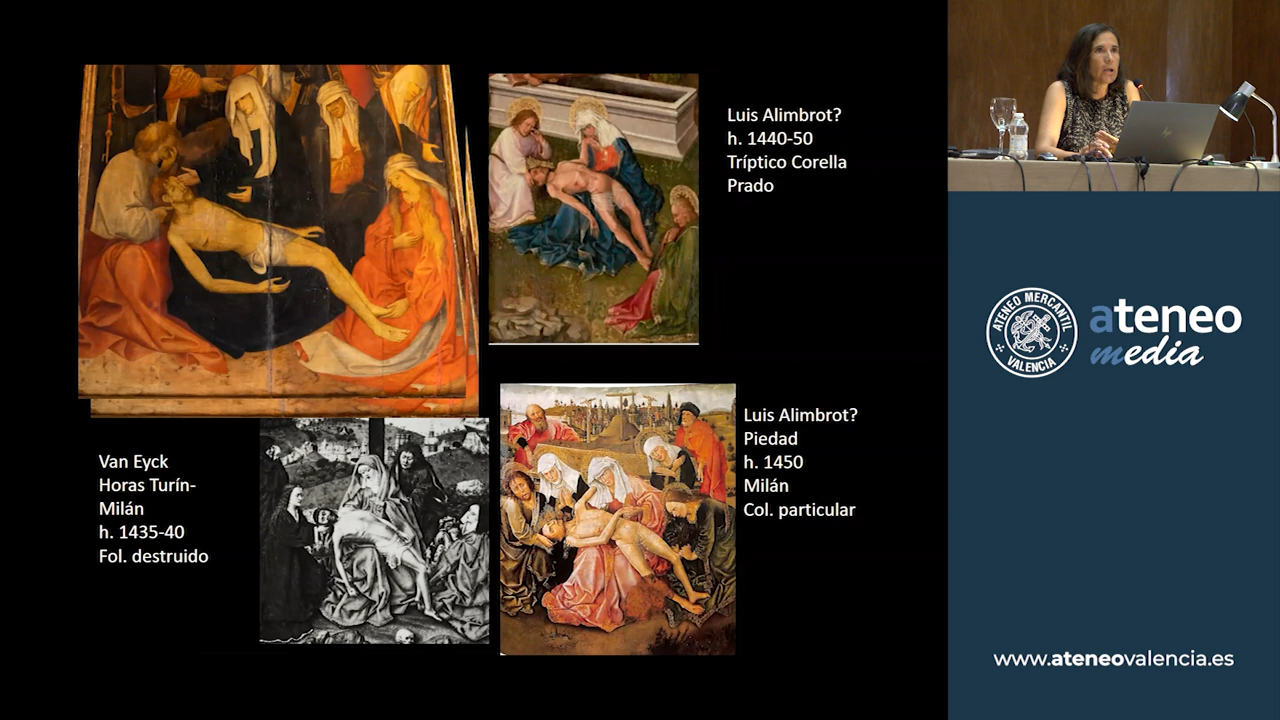 Luis Alimbrot?
h. 1440-50
Tríptico Corella
Prado
Van Eyck
Horas Turín-
Milán
h. 1435-40
Fol. destruido
Luis Alimbrot?
Piedad
h. 1450
Milán
Col. particular
ATENEO MERCANTIL
VALENCIA
ateneo
media
www.ateneovalencia.es